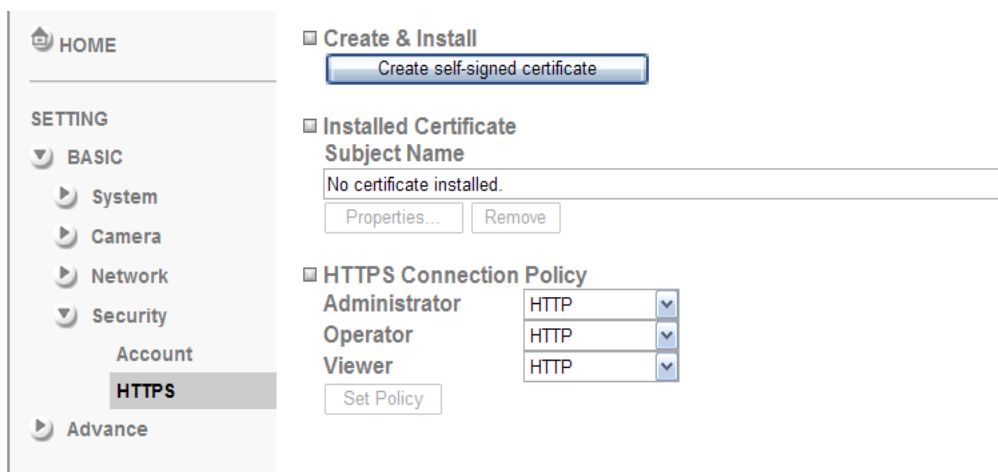 HOME
SETTING
BASIC
System
Camera
Network
Security
Account
HTTPS
Advance
Create & Install
Create self-signed certificate
Installed Certificate
Subject Name
No certificate installed.
Properties... Remove
HTTPS Connection Policy
Administrator HTTP
Operator HTTP
Viewer HTTP
Set Policy